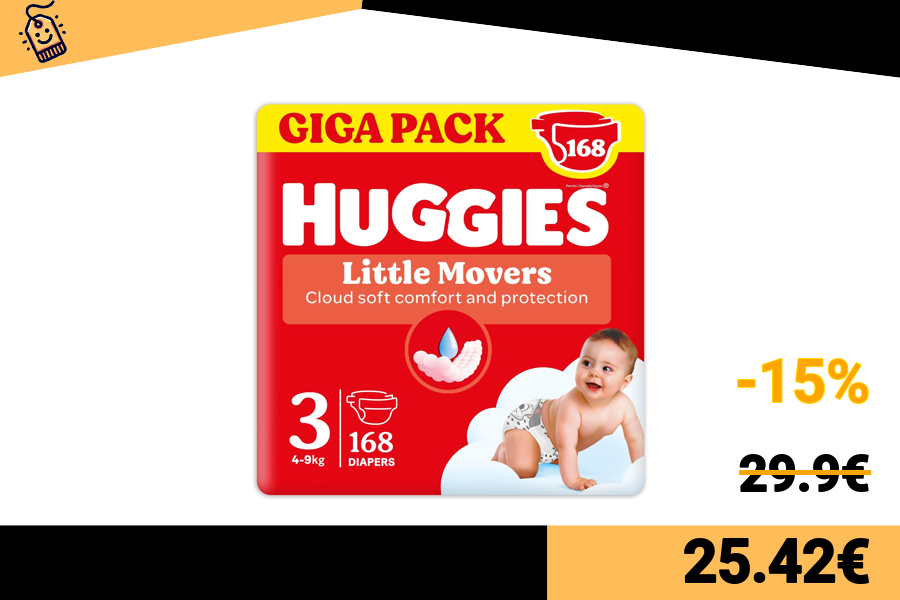 GIGA PACK
168
HUGGIES
Little Movers
Cloud soft comfort and protection
3
4-9kg
168
DIAPERS
-15%
29.9€
25.42€